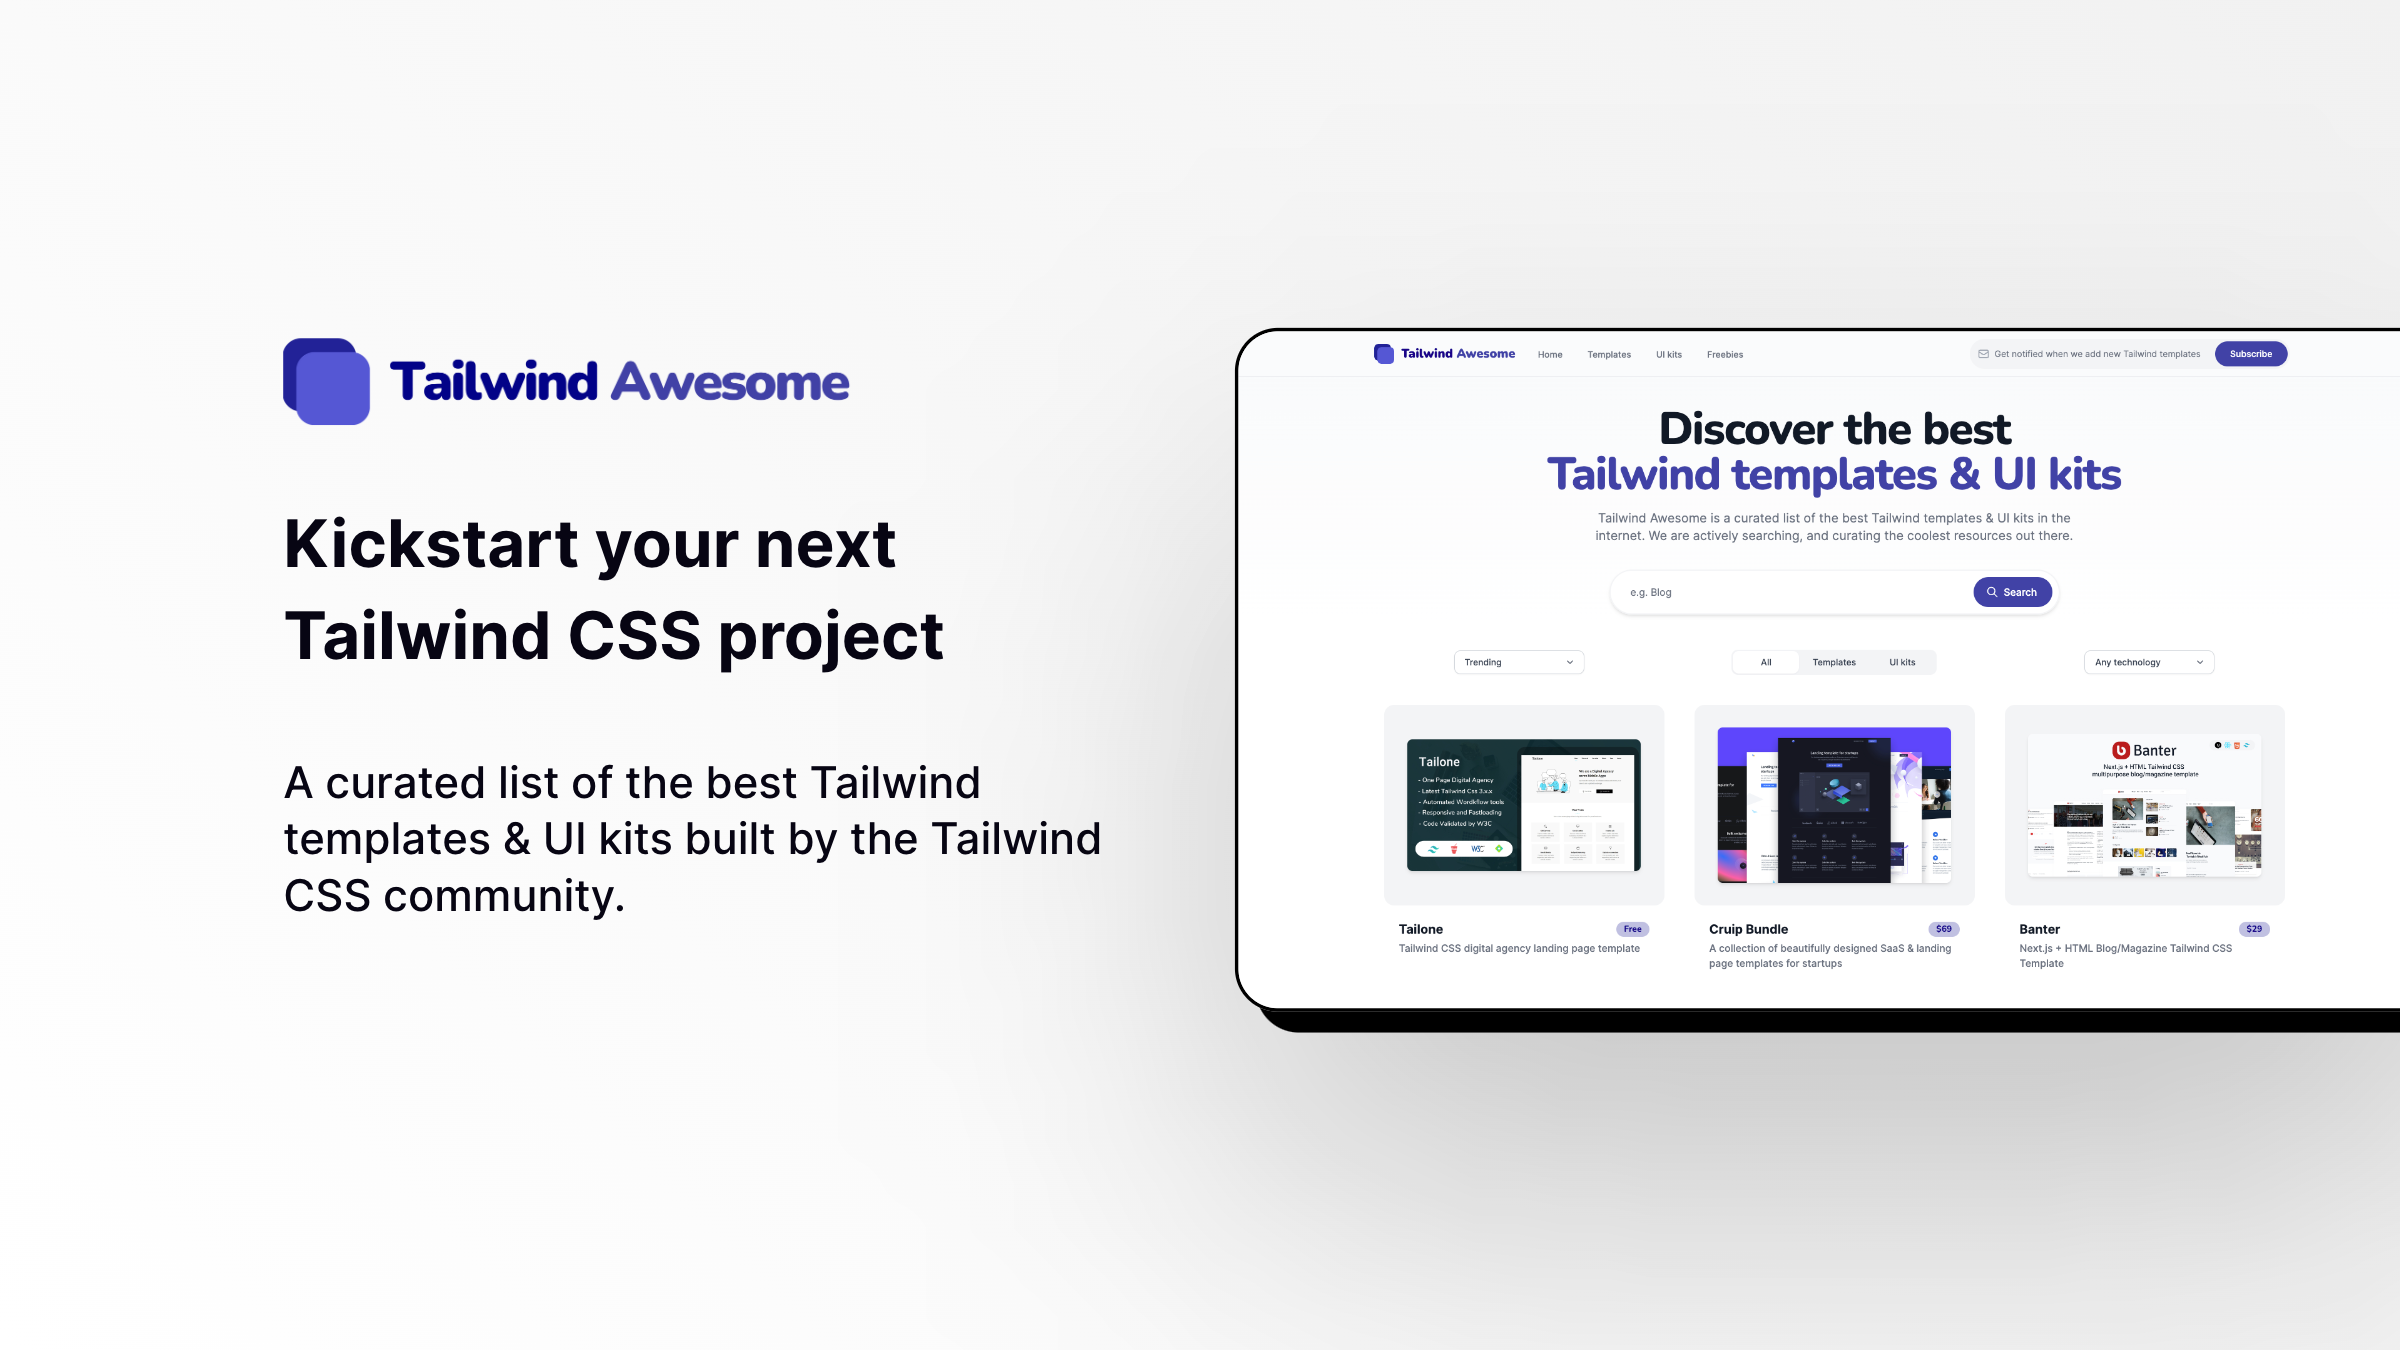 Tailwind Awesome
Kickstart your next
Tailwind CSS project
A curated list of the best Tailwind
templates & UI kits built by the Tailwind
CSS community.
Tailwind Awesome
Home
Templates
UI kits
Freebies
Get notified when we add new Tailwind templates
Subscribe
Discover the best
Tailwind templates & UI kits
Tailwind Awesome is a curated list of the best Tailwind templates & UI kits in the
internet. We are actively searching, and curating the coolest resources out there.
e.g. Blog
Search
Trending
All
Templates
UI kits
Any technology
Tailone
- One Page Digital Agency
- Latest Tailwind Css 3.x.x
- Automated Wordkflow tools
- Responsive and Fastloading
- Code Validated by W3C
W3C
Banter
Next.js + HTML Tailwind CSS
multipurpose blog/magazine template
Tailone
Free
Tailwind CSS digital agency landing page template
Cruip Bundle
$69
A collection of beautifully designed SaaS & landing
page templates for startups
Banter
$29
Next.js + HTML Blog/Magazine Tailwind CSS
Template